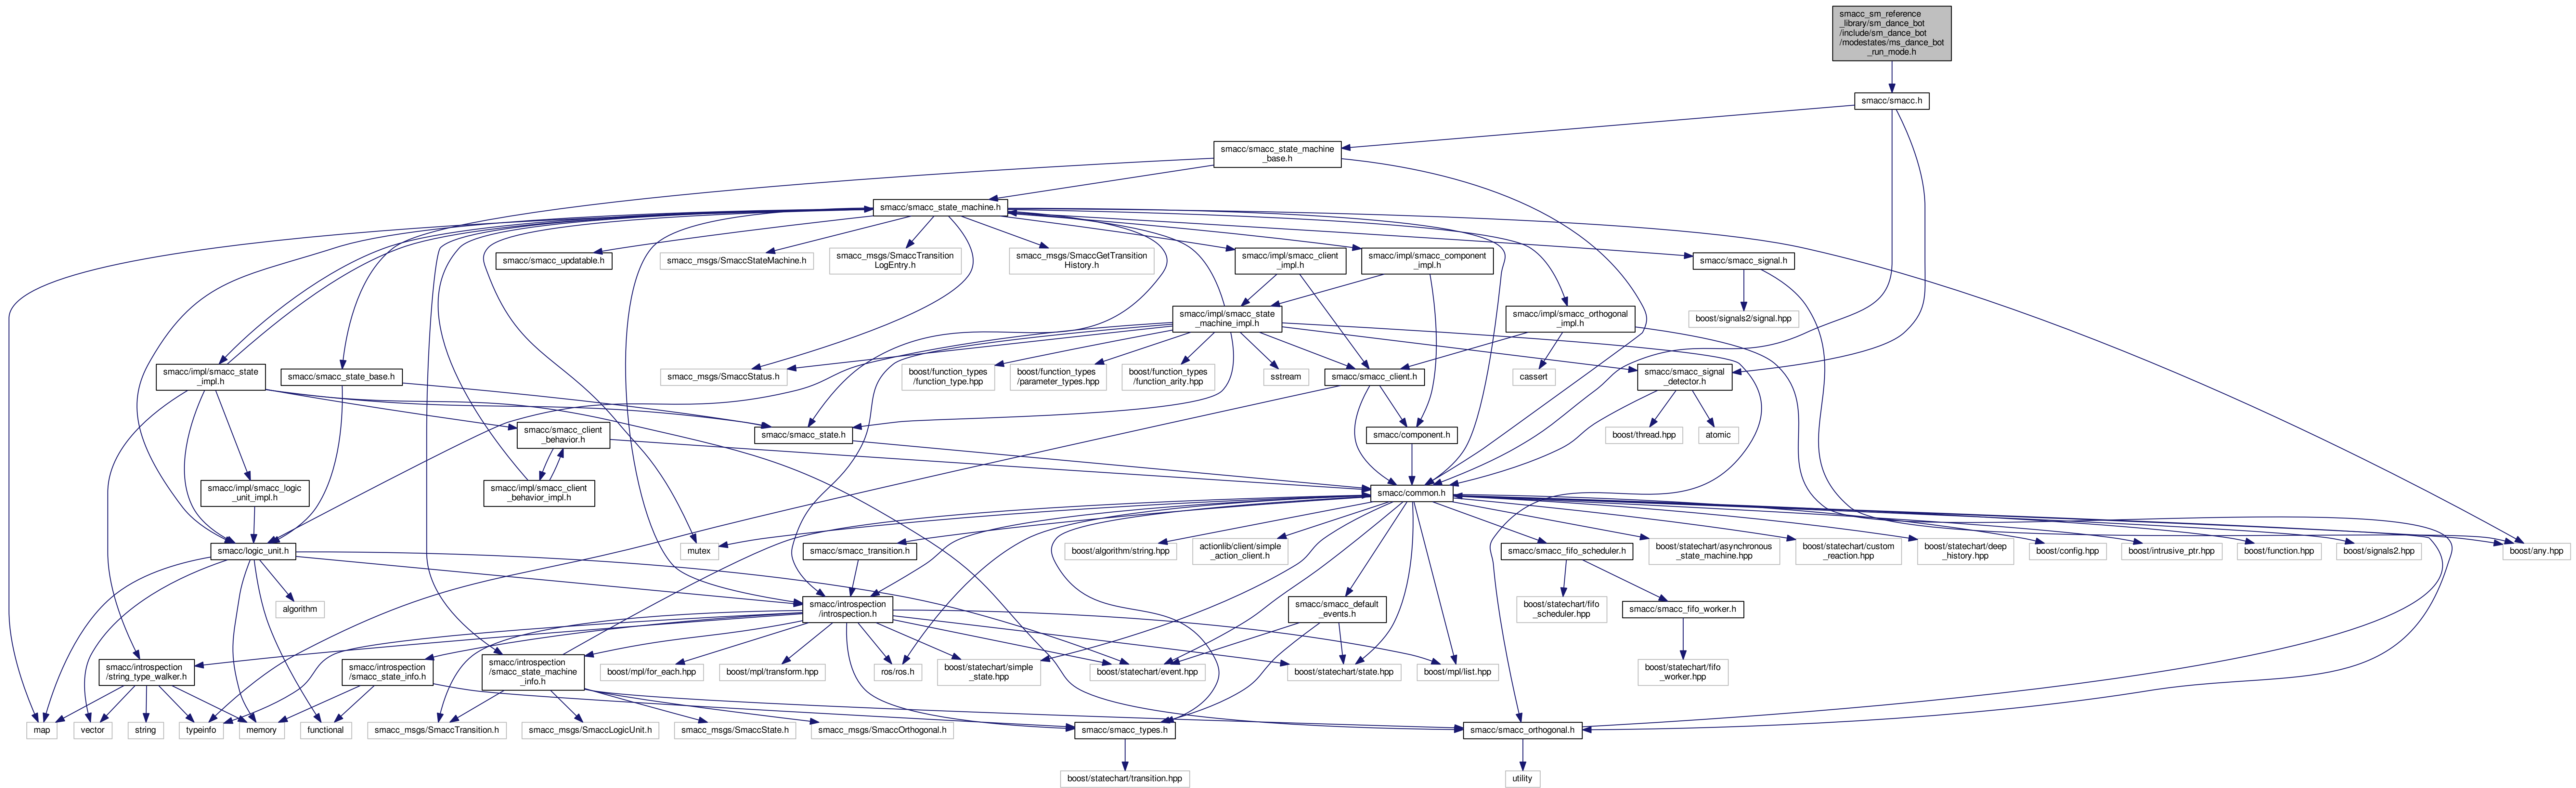 smacc_sm_reference
_library/sm_dance_bot
/include/sm_dance_bot
/modestates/ms_dance_bot
_run_mode.h
smacc/smacc.h
smacc/smacc_state_machine
_base.h
smacc/smacc_state_machine.h
smacc/smacc_updatable.h
smacc_msgs/SmaccStateMachine.h
smacc_msgs/SmaccTransition
LogEntry.h
smacc_msgs/SmaccGetTransition
History.h
smacc/impl/smacc_client
_impl.h
smacc/impl/smacc_component
_impl.h
smacc/smacc_signal.h
smacc/impl/smacc_state
_machine_impl.h
smacc/impl/smacc_orthogonal
_impl.h
boost/signals2/signal.hpp
smacc/impl/smacc_state
_impl.h
smacc/smacc_state_base.h
smacc_msgs/SmaccStatus.h
boost/function_types
/function_type.hpp
boost/function_types
/parameter_types.hpp
boost/function_types
/function_arity.hpp
sstream
smacc/smacc_client.h
cassert
smacc/smacc_signal
_detector.h
smacc/smacc_client
_behavior.h
smacc/smacc_state.h
smacc/component.h
boost/thread.hpp
atomic
smacc/impl/smacc_logic
_unit_impl.h
smacc/impl/smacc_client
_behavior_impl.h
smacc/common.h
smacc/logic_unit.h
mutex
smacc/smacc_transition.h
boost/algorithm/string.hpp
actionlib/client/simple
_action_client.h
smacc/smacc_fifo_scheduler.h
boost/statechart/asynchronous
_state_machine.hpp
boost/statechart/custom
_reaction.hpp
boost/statechart/deep
_history.hpp
boost/config.hpp
boost/intrusive_ptr.hpp
boost/function.hpp
boost/signals2.hpp
boost/any.hpp
algorithm
smacc/introspection
/introspection.h
smacc/smacc_default
_events.h
boost/statechart/fifo
_scheduler.hpp
smacc/smacc_fifo_worker.h
smacc/introspection
/string_type_walker.h
smacc/introspection
/smacc_state_info.h
smacc/introspection
/smacc_state_machine
_info.h
boost/mpl/for_each.hpp
boost/mpl/transform.hpp
ros/ros.h
boost/statechart/simple
_state.hpp
boost/statechart/event.hpp
boost/statechart/state.hpp
boost/mpl/list.hpp
boost/statechart/fifo
_worker.hpp
map
vector
string
typeinfo
memory
functional
smacc_msgs/SmaccTransition.h
smacc_msgs/SmaccLogicUnit.h
smacc_msgs/SmaccState.h
smacc_msgs/SmaccOrthogonal.h
smacc/smacc_types.h
smacc/smacc_orthogonal.h
boost/statechart/transition.hpp
utility